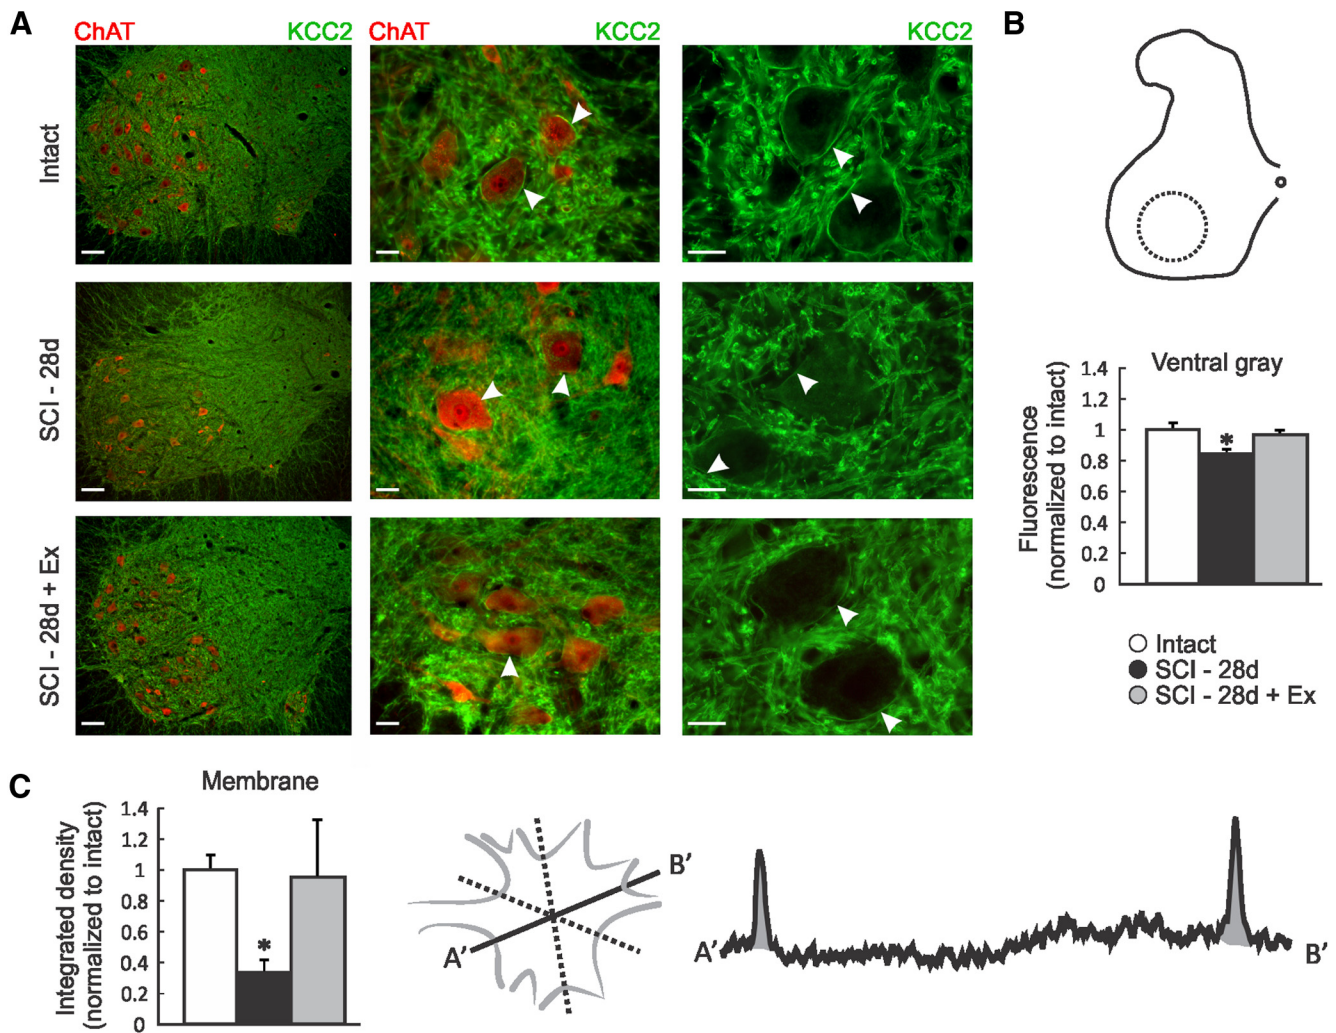 A
ChAT KCC2
ChAT KCC2
KCC2
Intact
SCI - 28d
SCI - 28d + Ex
B
Ventral gray
Fluorescence
(normalized to intact)
1.4
1.2
1
0.8
0.6
0.4
0.2
0
*
Intact
SCI - 28d
SCI - 28d + Ex
C
Membrane
Integrated density
(normalized to intact)
1.4
1.2
1
0.8
0.6
0.4
0.2
0
*
A'
B'
A'
B'